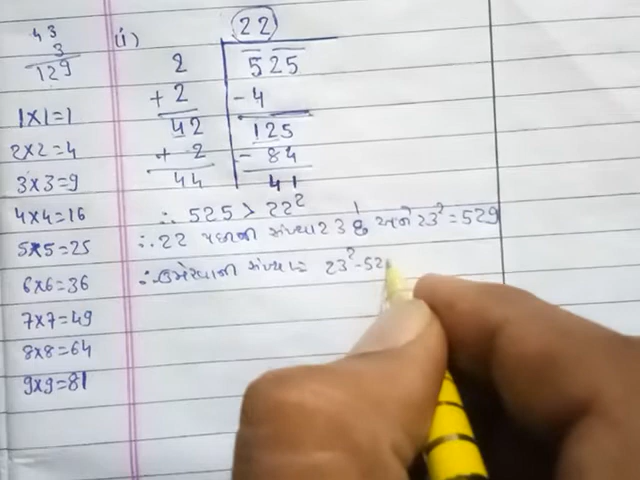 43
3
129
1x1=1
2x2=4
3x3=9
4x4=16
5x5=25
6x6=36
7x7=49
8x8=64
9x9=81
i)
22
2 525
+ 2 - 4
42 125
+ 2 - 84
44 41
∴ 525 > 22²
∴ 22 પછીની સંખ્યા 23 છે અને 23² = 529
∴ ઉમેરવાની સંખ્યા = 23² - 52